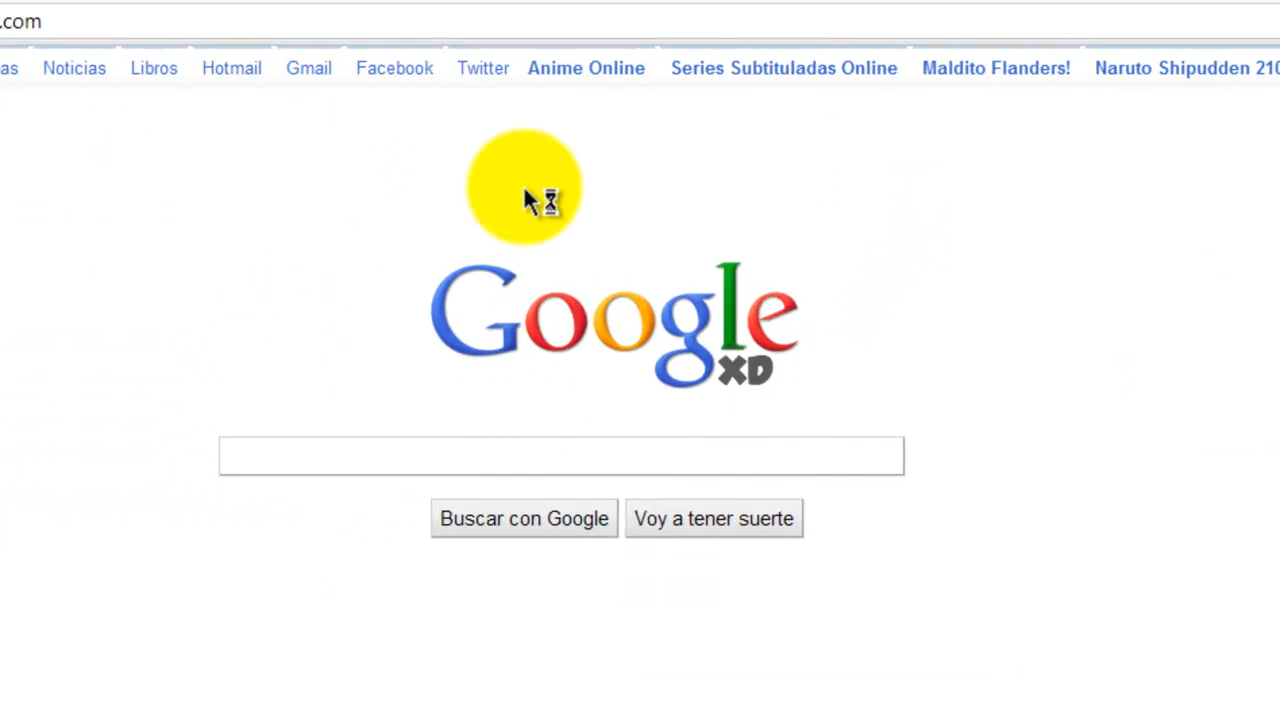 .com
as Noticias Libros Hotmail Gmail Facebook Twitter Anime Online Series Subtituladas Online Maldito Flanders! Naruto Shipudden 210
Google
XD
Buscar con Google Voy a tener suerte